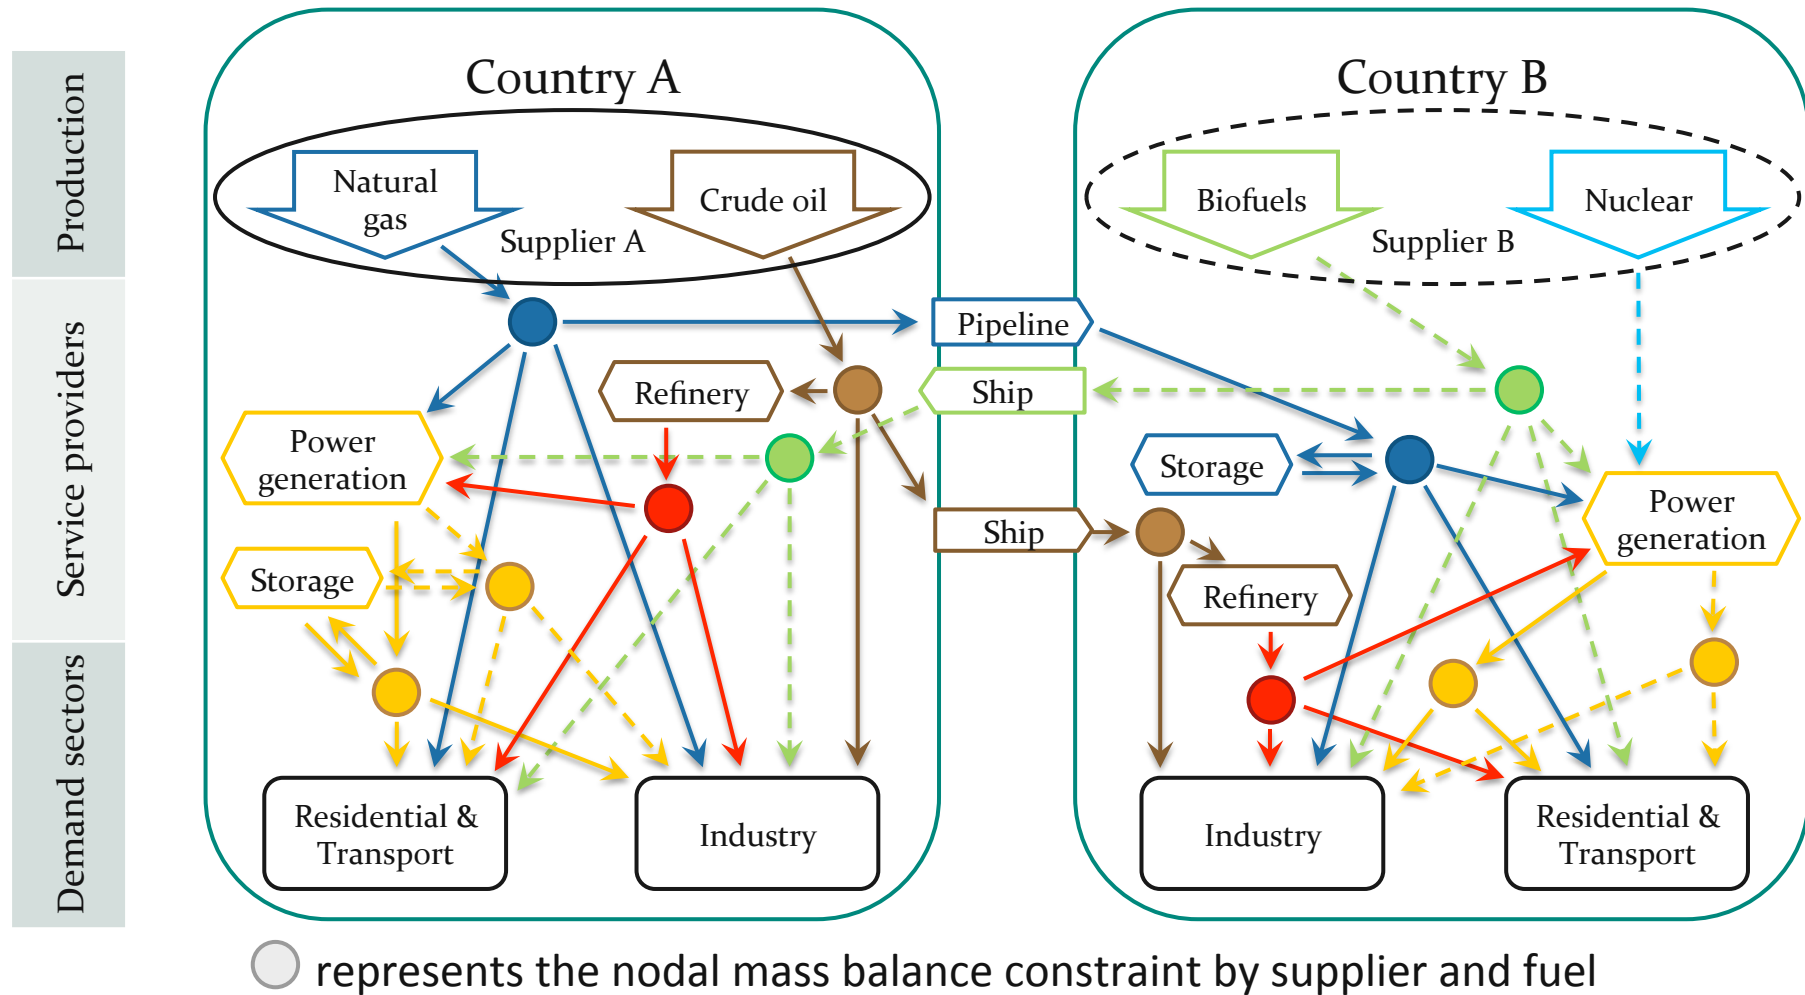 Production
Service providers
Demand sectors
Country A
Natural
gas
Crude oil
Supplier A
Refinery
Power
generation
Storage
Residential &
Transport
Industry
Pipeline
Ship
Ship
Country B
Biofuels
Nuclear
Supplier B
Storage
Power
generation
Refinery
Industry
Residential &
Transport
represents the nodal mass balance constraint by supplier and fuel